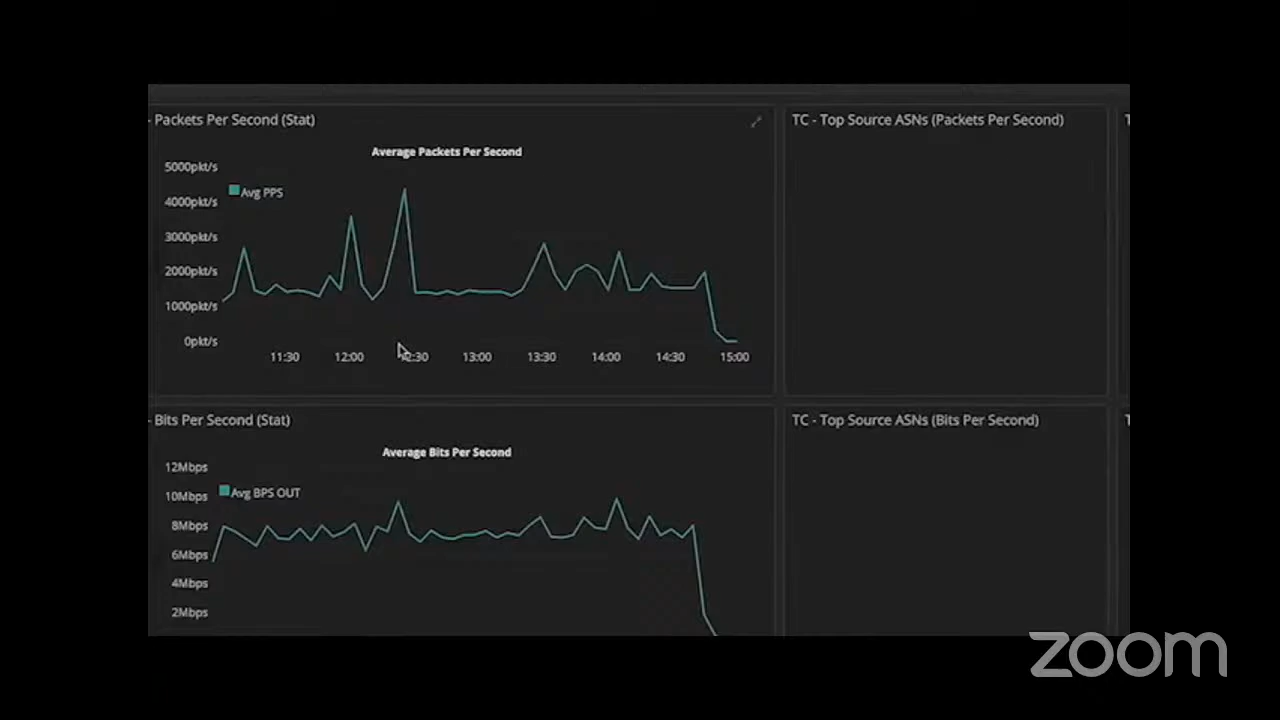 - Packets Per Second (Stat)
Average Packets Per Second
5000pkt/s
Avg PPS
4000pkt/s
3000pkt/s
2000pkt/s
1000pkt/s
0pkt/s
11:30 12:00 12:30 13:00 13:30 14:00 14:30 15:00
TC - Top Source ASNs (Packets Per Second)
T
- Bits Per Second (Stat)
Average Bits Per Second
12Mbps
10Mbps
Avg BPS OUT
8Mbps
6Mbps
4Mbps
2Mbps
TC - Top Source ASNs (Bits Per Second)
T
zoom